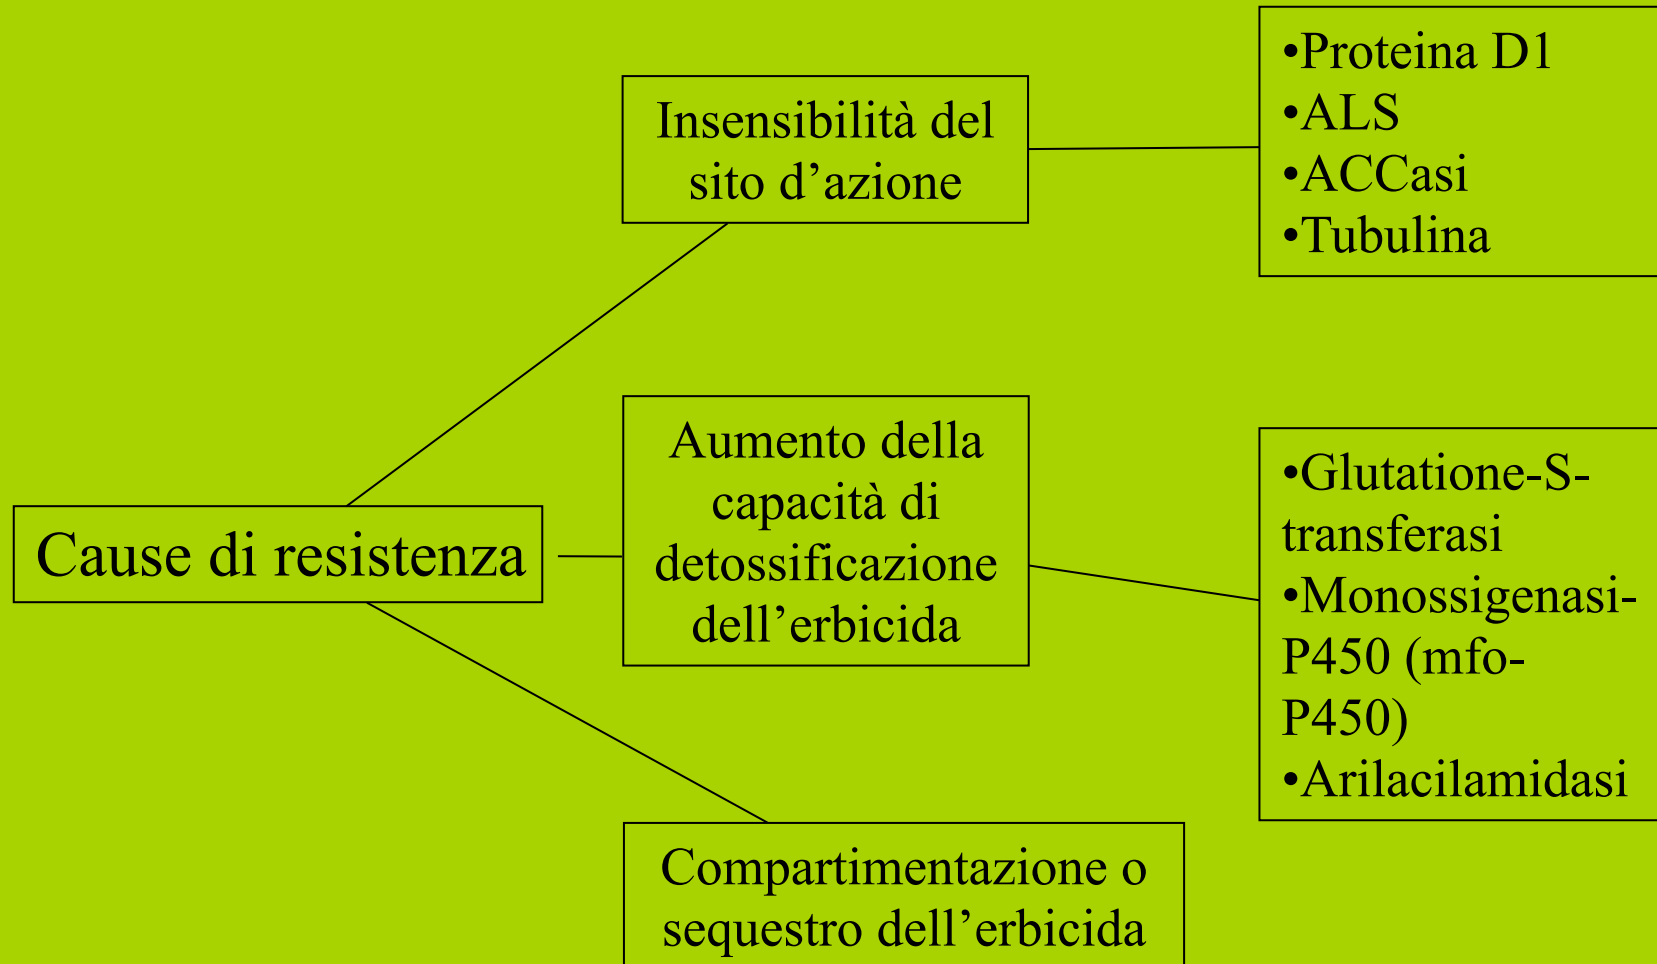 Cause di resistenza
Insensibilità del
sito d’azione
•Proteina D1
•ALS
•ACCasi
•Tubulina
Aumento della
capacità di
detossificazione
dell’erbicida
•Glutatione-S-
transferasi
•Monossigenasi-
P450 (mfo-
P450)
•Arilacilamidasi
Compartimentazione o
sequestro dell’erbicida